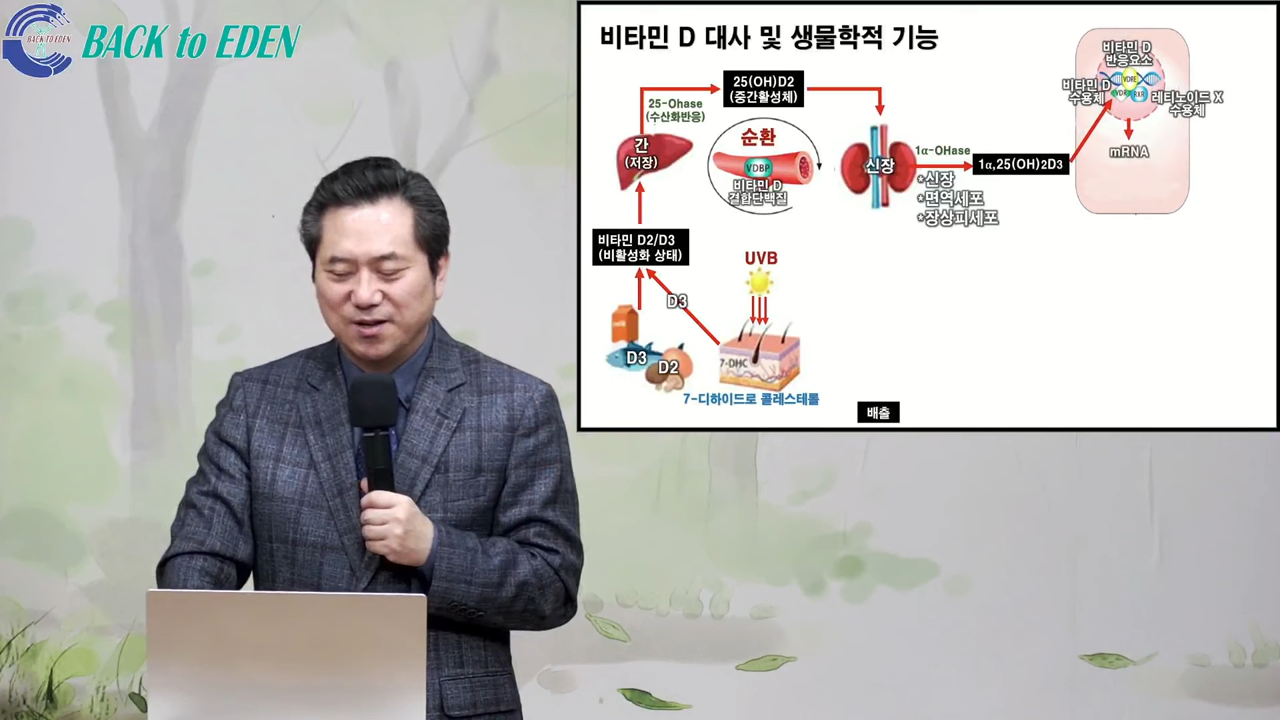 BACK TO EDEN
BACK to EDEN
비타민 D 대사 및 생물학적 기능
25-Ohase
(수산화반응)
25(OH)D2
(중간활성체)
간
(저장)
순환
VDBP
비타민 D
결합단백질
신장
1α-OHase
*신장
*면역세포
*장상피세포
1α,25(OH)2D3
비타민 D
반응요소
VDRE
비타민 D
수용체
VDR
RXR
레티노이드 X
수용체
mRNA
비타민 D2/D3
(비활성화 상태)
UVB
D3
D3
D2
7-DHC
7-디하이드로 콜레스테롤
배출